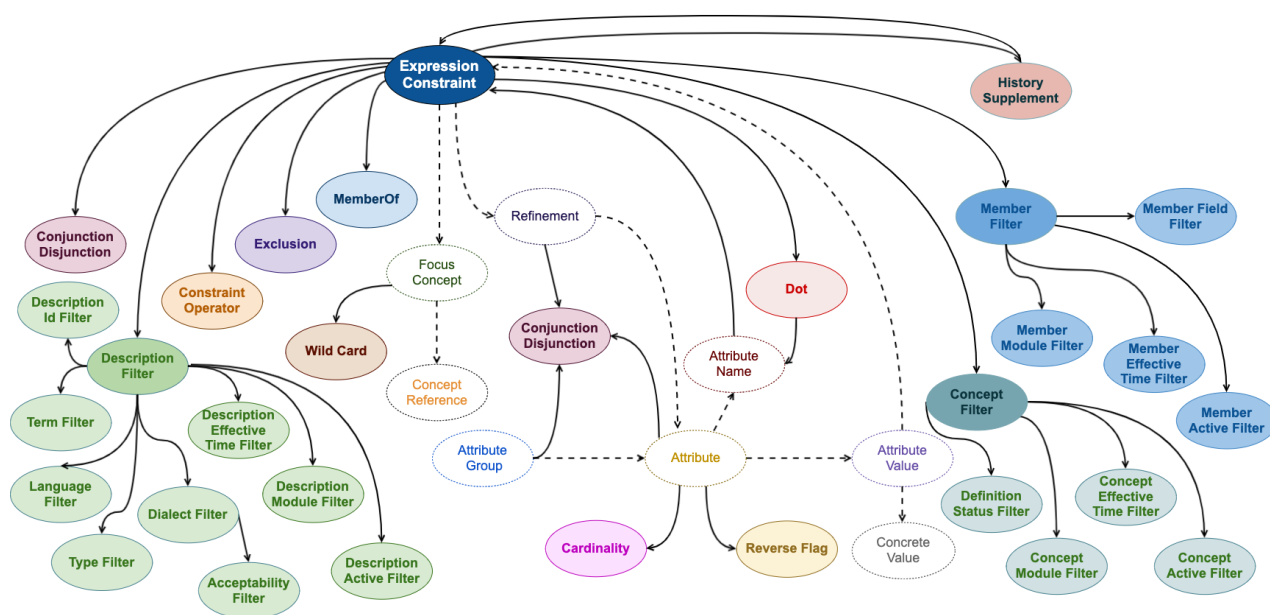 Expression
Constraint
History
Supplement
MemberOf
Conjunction
Disjunction
Exclusion
Refinement
Member
Filter
Member Field
Filter
Focus
Concept
Constraint
Operator
Dot
Description
Id Filter
Wild Card
Conjunction
Disjunction
Attribute
Name
Member
Module Filter
Member
Effective
Time Filter
Description
Filter
Concept
Reference
Concept
Filter
Member
Active Filter
Term Filter
Description
Effective
Time Filter
Attribute
Group
Attribute
Attribute
Value
Language
Filter
Dialect Filter
Description
Module Filter
Definition
Status Filter
Concept
Effective
Time Filter
Type Filter
Acceptability
Filter
Description
Active Filter
Cardinality
Reverse Flag
Concrete
Value
Concept
Module Filter
Concept
Active Filter